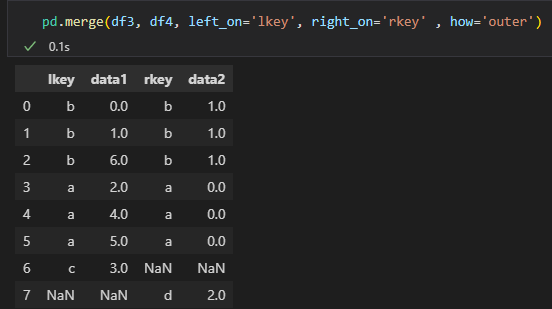 pd.merge(df3, df4, left_on='lkey', right_on='rkey' , how='outer')
0.1s
lkey data1 rkey data2
0 b 0.0 b 1.0
1 b 1.0 b 1.0
2 b 6.0 b 1.0
3 a 2.0 a 0.0
4 a 4.0 a 0.0
5 a 5.0 a 0.0
6 c 3.0 NaN NaN
7 NaN NaN d 2.0